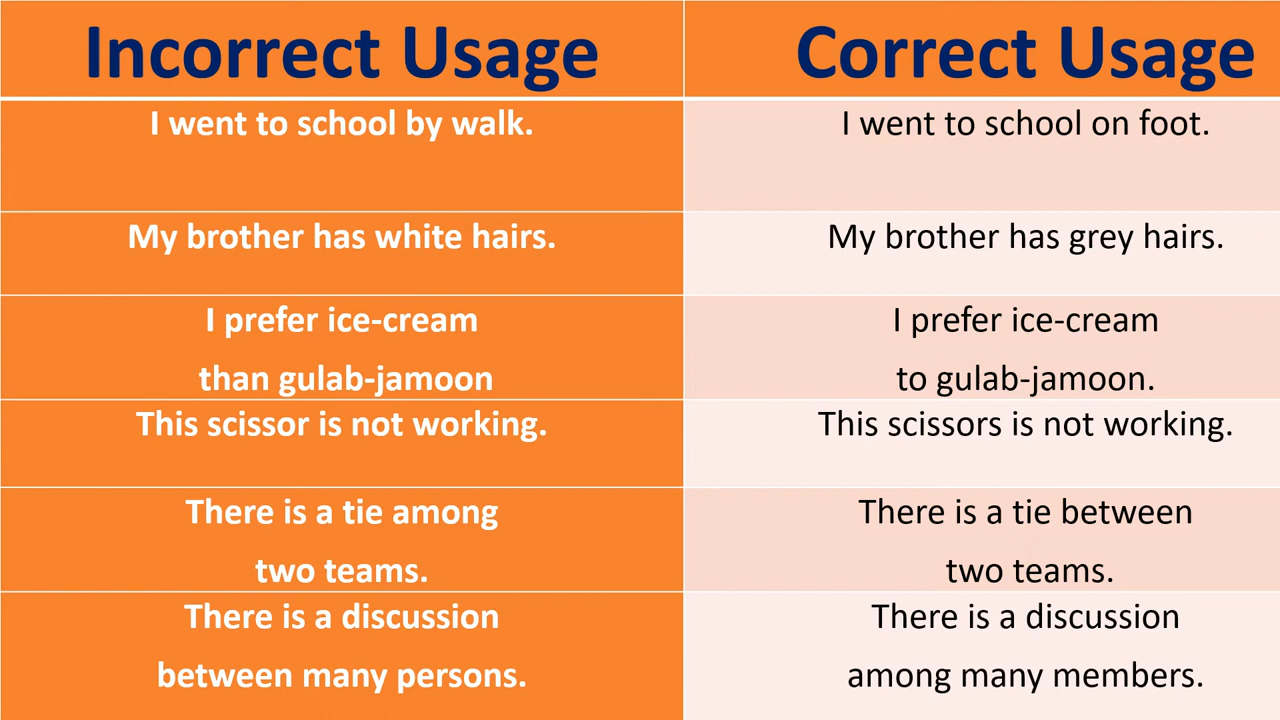 Incorrect Usage
Correct Usage
I went to school by walk.
I went to school on foot.
My brother has white hairs.
My brother has grey hairs.
I prefer ice-cream
than gulab-jamoon
I prefer ice-cream
to gulab-jamoon.
This scissor is not working.
This scissors is not working.
There is a tie among
two teams.
There is a tie between
two teams.
There is a discussion
between many persons.
There is a discussion
among many members.